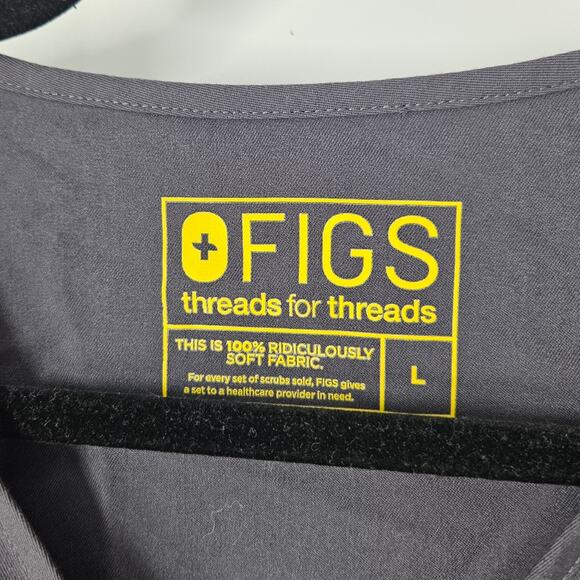 FIGS
threads for threads
THIS IS 100% RIDICULOUSLY
SOFT FABRIC.
For every set of scrubs sold, FIGS gives
a set to a healthcare provider in need.
L